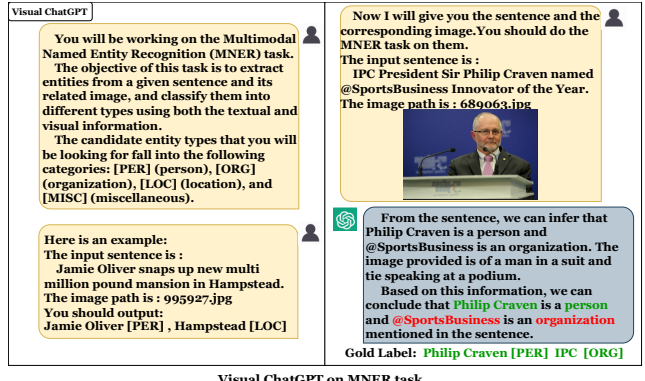 Visual ChatGPT
You will be working on the Multimodal
Named Entity Recognition (MNER) task.
The objective of this task is to extract
entities from a given sentence and its
related image, and classify them into
different types using both the textual and
visual information.
The candidate entity types that you will
be looking for fall into the following
categories: [PER] (person), [ORG]
(organization), [LOC] (location), and
[MISC] (miscellaneous).
Here is an example:
The input sentence is :
Jamie Oliver snaps up new multi
million pound mansion in Hampstead.
The image path is : 995927.jpg
You should output:
Jamie Oliver [PER] , Hampstead [LOC]
Now I will give you the sentence and the
corresponding image.You should do the
MNER task on them.
The input sentence is :
IPC President Sir Philip Craven named
@SportsBusiness Innovator of the Year.
The image path is : 689063.jpg
From the sentence, we can infer that
Philip Craven is a person and
@SportsBusiness is an organization. The
image provided is of a man in a suit and
tie speaking at a podium.
Based on this information, we can
conclude that Philip Craven is a person
and @SportsBusiness is an organization
mentioned in the sentence.
Gold Label: Philip Craven [PER] IPC [ORG]
Visual ChatGPT on MNER task